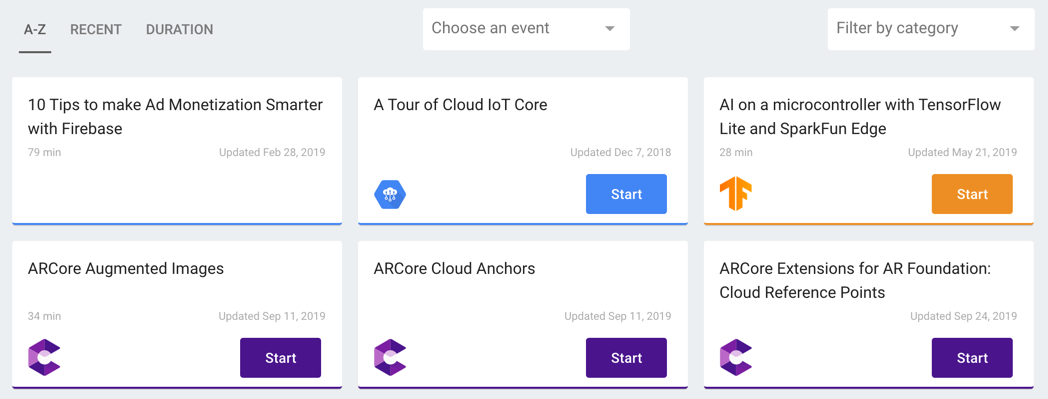 A-Z RECENT DURATION Choose an event Filter by category
10 Tips to make Ad Monetization Smarter
with Firebase
79 min Updated Feb 28, 2019
A Tour of Cloud IoT Core
Updated Dec 7, 2018
Start
AI on a microcontroller with TensorFlow
Lite and SparkFun Edge
28 min Updated May 21, 2019
Start
ARCore Augmented Images
34 min Updated Sep 11, 2019
Start
ARCore Cloud Anchors
Updated Sep 11, 2019
Start
ARCore Extensions for AR Foundation:
Cloud Reference Points
Updated Sep 24, 2019
Start